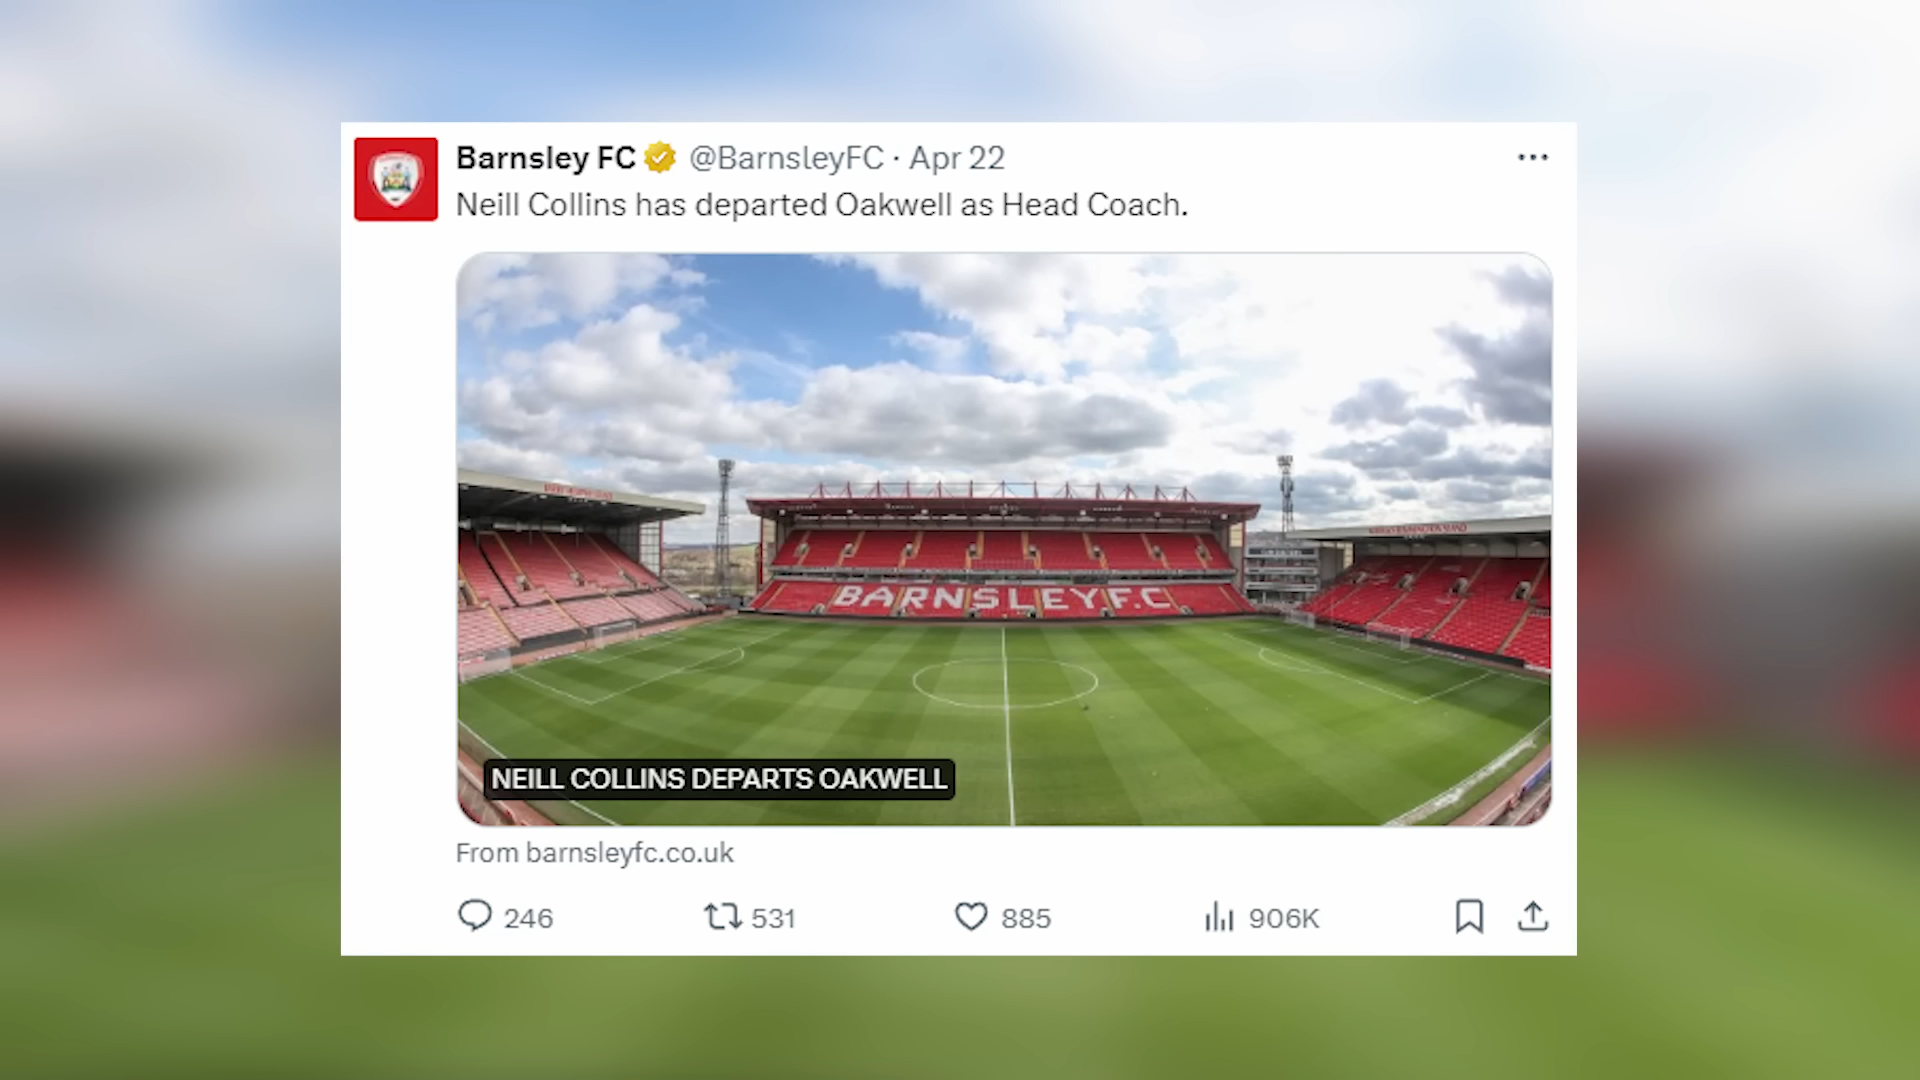 Barnsley FC @BarnsleyFC · Apr 22
Neill Collins has departed Oakwell as Head Coach.
BARNSLEY F.C
NEILL COLLINS DEPARTS OAKWELL
From barnsleyfc.co.uk
246 531 885 906K